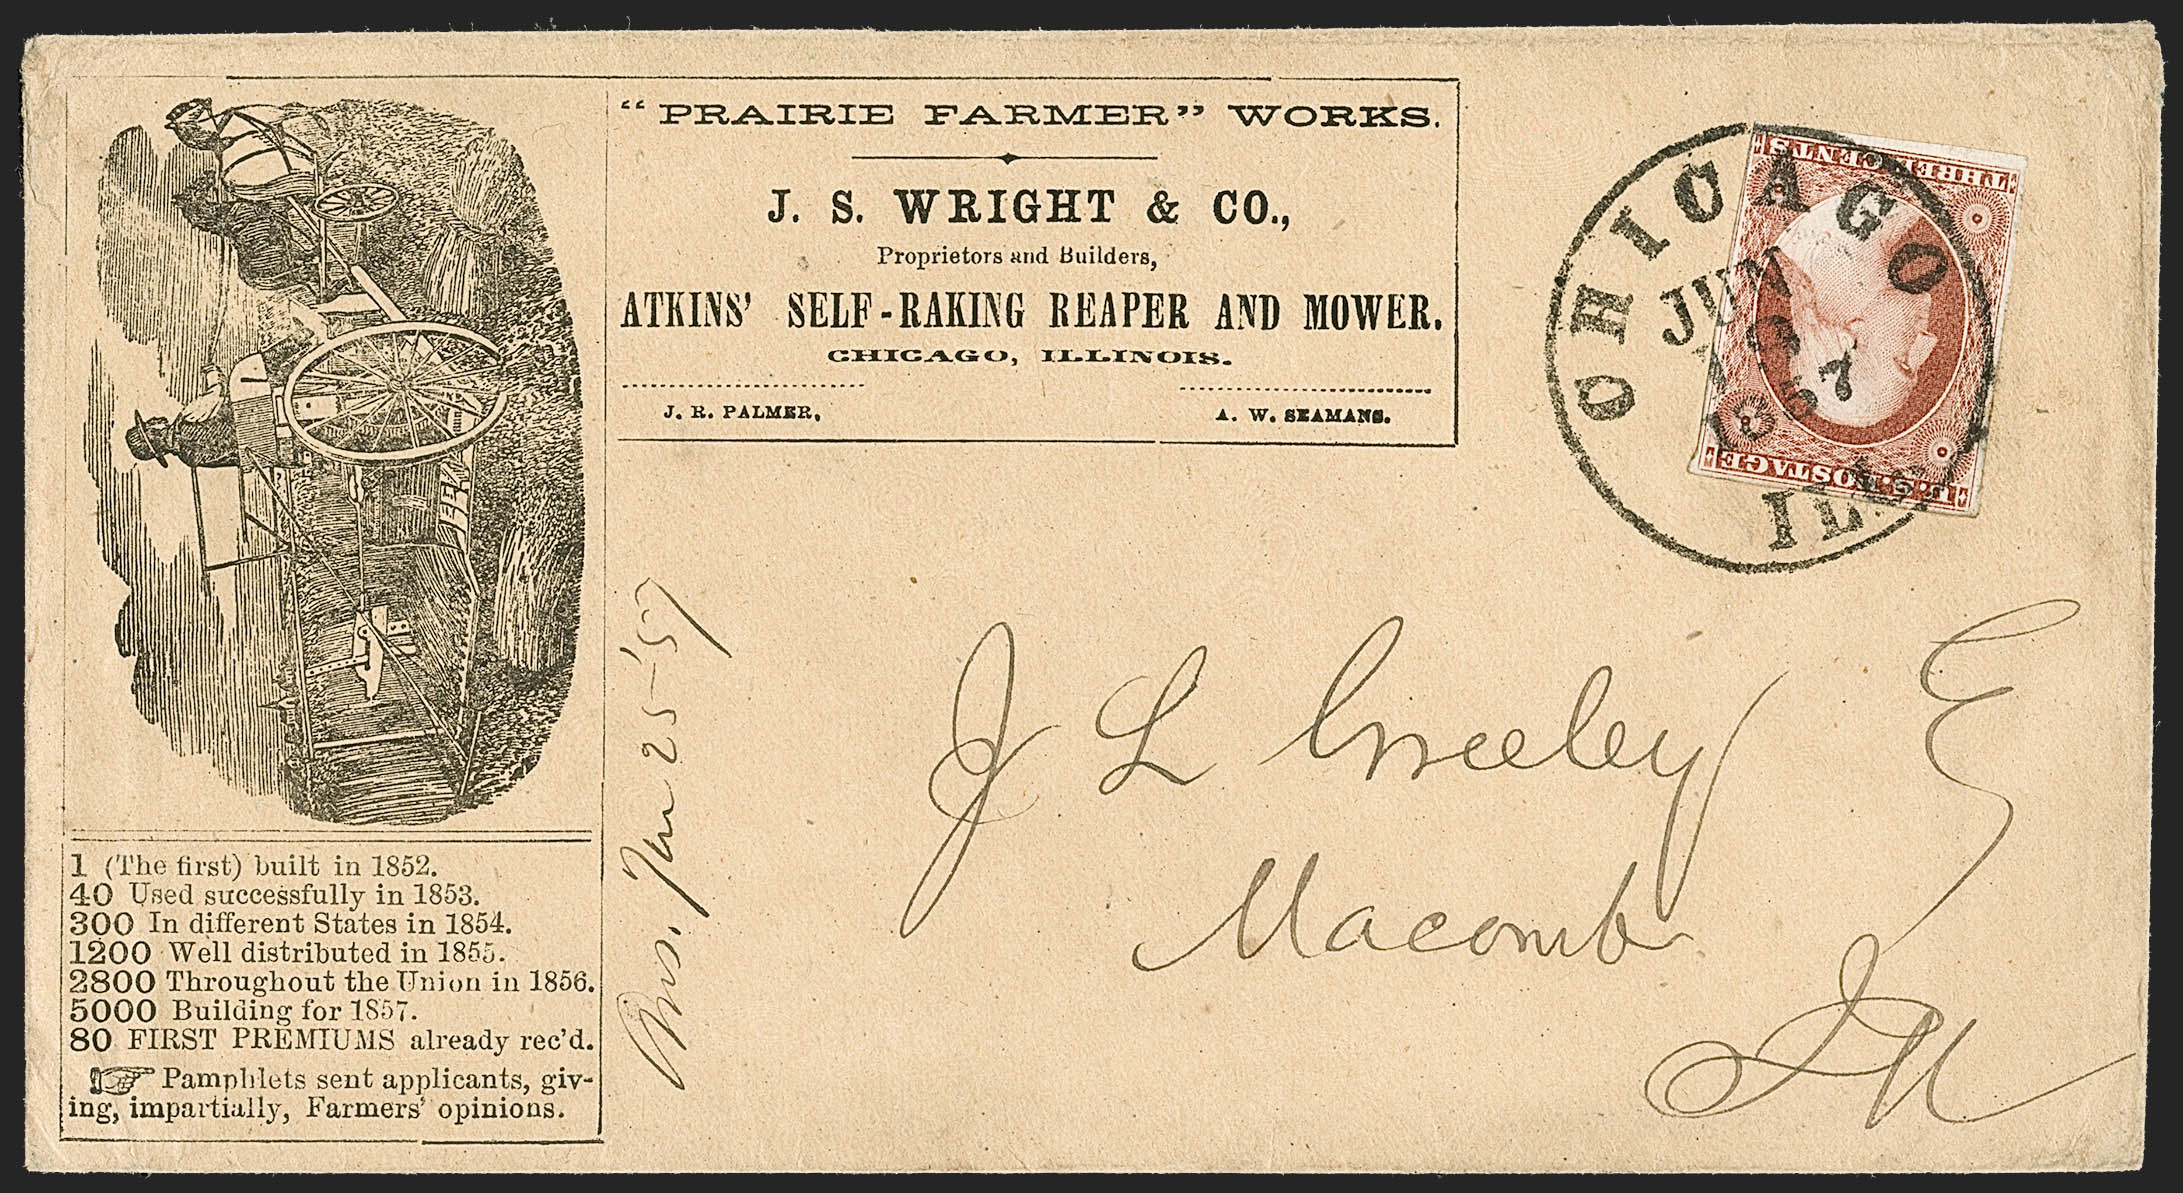 “PRAIRIE FARMER” WORKS.
J. S. WRIGHT & CO.,
Proprietors and Builders,
ATKINS' SELF-RAKING REAPER AND MOWER.
CHICAGO, ILLINOIS.
J. R. PALMER, A. W. SEAMANS.
CHICAGO
1857
ILL.
THREE CENTS
U.S. POSTAGE
1 (The first) built in 1852.
40 Used successfully in 1853.
300 In different States in 1854.
1200 Well distributed in 1855.
2800 Throughout the Union in 1856.
5000 Building for 1857.
80 FIRST PREMIUMS already rec'd.
Pamphlets sent applicants, giv-
ing, impartially, Farmers' opinions.
Ans. Jun 25-'57
J L Greeley E
Macomb
Ill